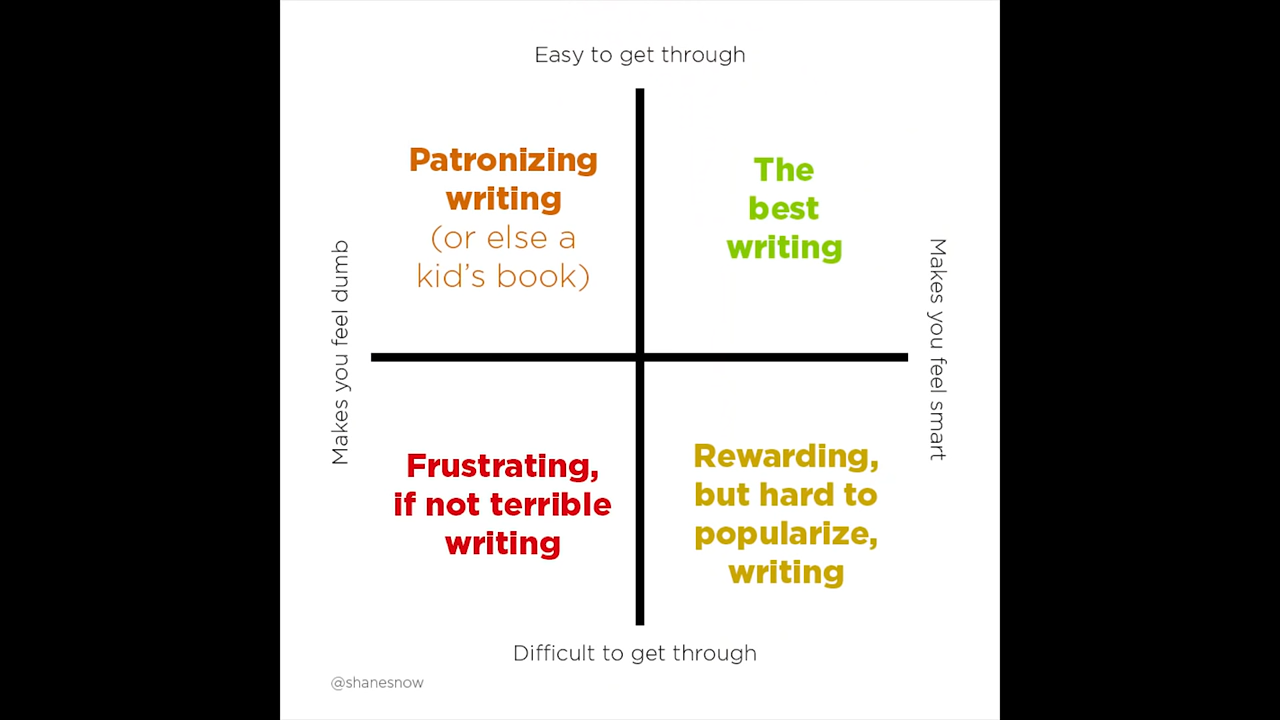 Easy to get through
Patronizing
writing
(or else a
kid's book)
The
best
writing
Makes you feel dumb
Makes you feel smart
Frustrating,
if not terrible
writing
Rewarding,
but hard to
popularize,
writing
Difficult to get through
@shanesnow